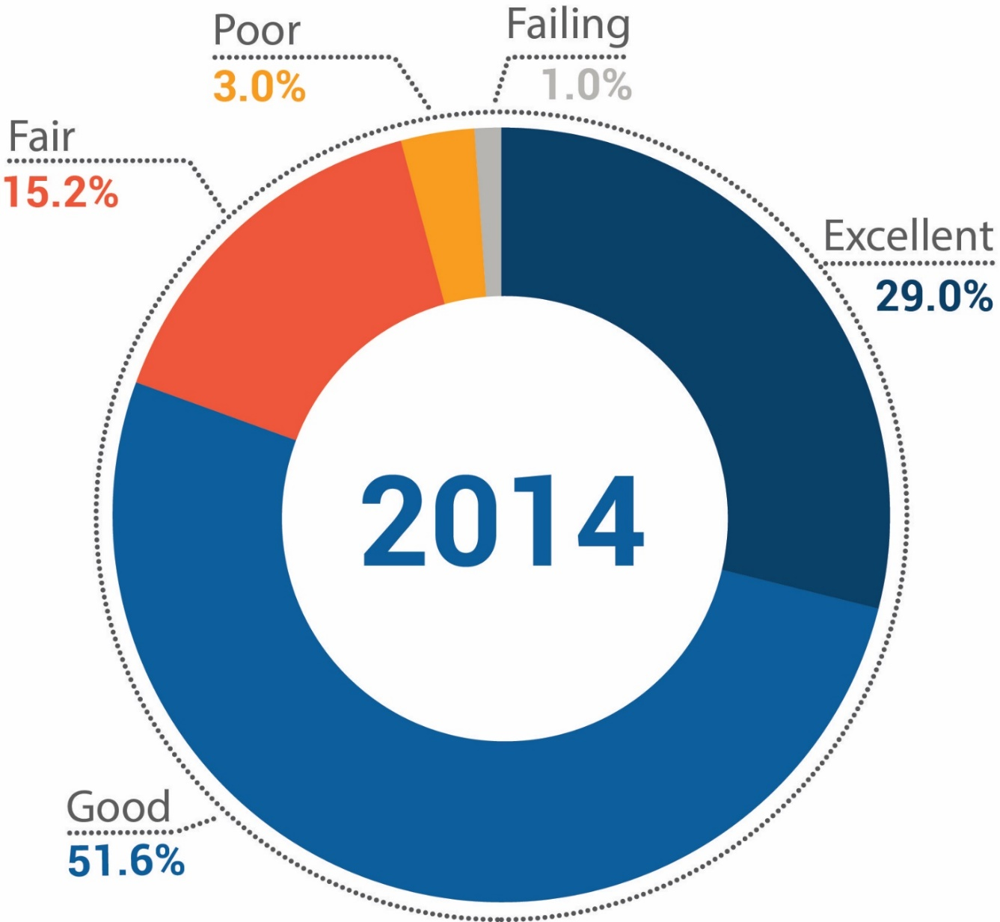 Poor
3.0%
Failing
1.0%
Fair
15.2%
Excellent
29.0%
2014
Good
51.6%